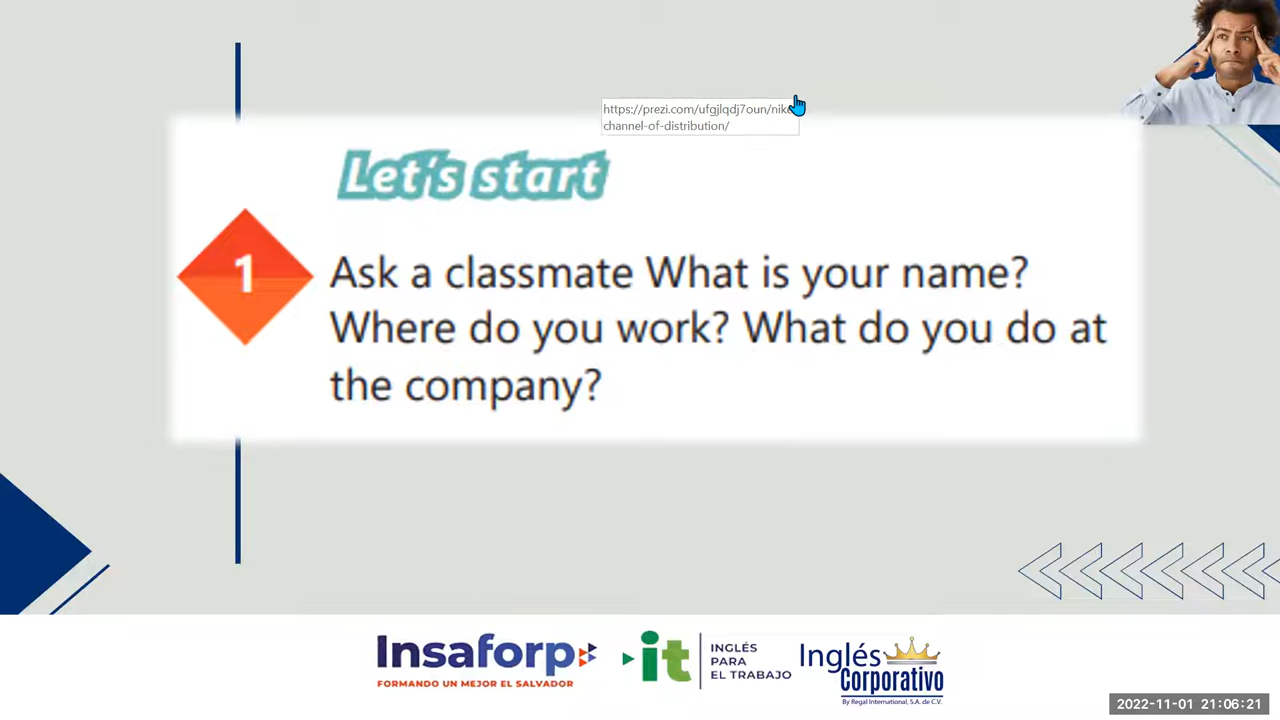 https://prezi.com/ufgjlqdj7oun/nik
channel-of-distribution/
Let's start
1
Ask a classmate What is your name?
Where do you work? What do you do at
the company?
Insaforp
FORMANDO UN MEJOR EL SALVADOR
it
INGLÉS
PARA
EL TRABAJO
Inglés
Corporativo
By Regal International, S.A. de C.V.
2022-11-01 21:06:21